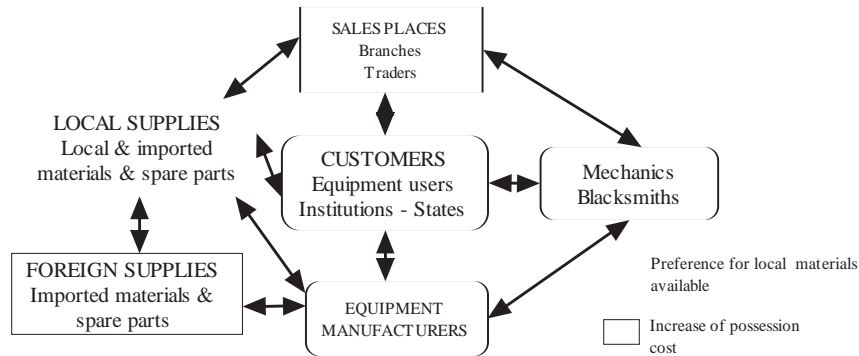 SALES PLACES
Branches
Traders
LOCAL SUPPLIES
Local & imported
materials & spare parts
CUSTOMERS
Equipment users
Institutions - States
Mechanics
Blacksmiths
FOREIGN SUPPLIES
Imported materials &
spare parts
EQUIPMENT
MANUFACTURERS
Preference for local materials
available
Increase of possession
cost